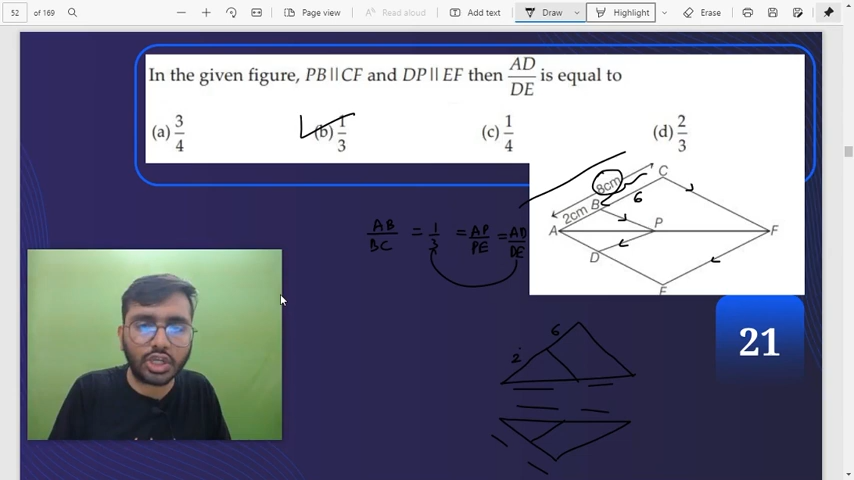 52 of 169
Page view
Read aloud
Add text
Draw
Highlight
Erase
In the given figure, PB||CF and DP||EF then AD/DE is equal to
(a) 3/4
(b) 1/3
(c) 1/4
(d) 2/3
8cm
C
6
2cm B
A P F
D
E
AB/BC = 1/3 = AP/PE = AD/DE
6
2
21